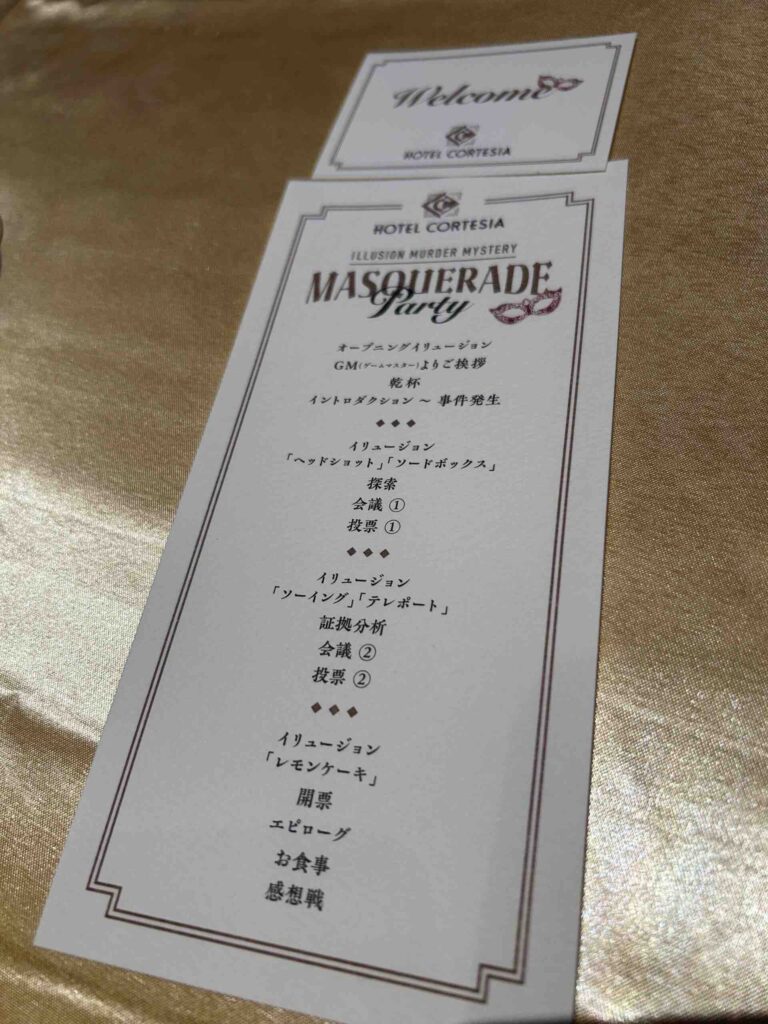 Welcome
HOTEL CORTESIA
HOTEL CORTESIA
ILLUSION MURDER MYSTERY
MASQUERADE
Party
オープニングイリュージョン
GM(ゲームマスター)よりご挨拶
乾杯
イントロダクション ～ 事件発生
イリュージョン
「ヘッドショット」「ソードボックス」
探索
会議 ①
投票 ①
イリュージョン
「ソーイング」「テレポート」
証拠分析
会議 ②
投票 ②
イリュージョン
「レモンケーキ」
開票
エピローグ
お食事
感想戦